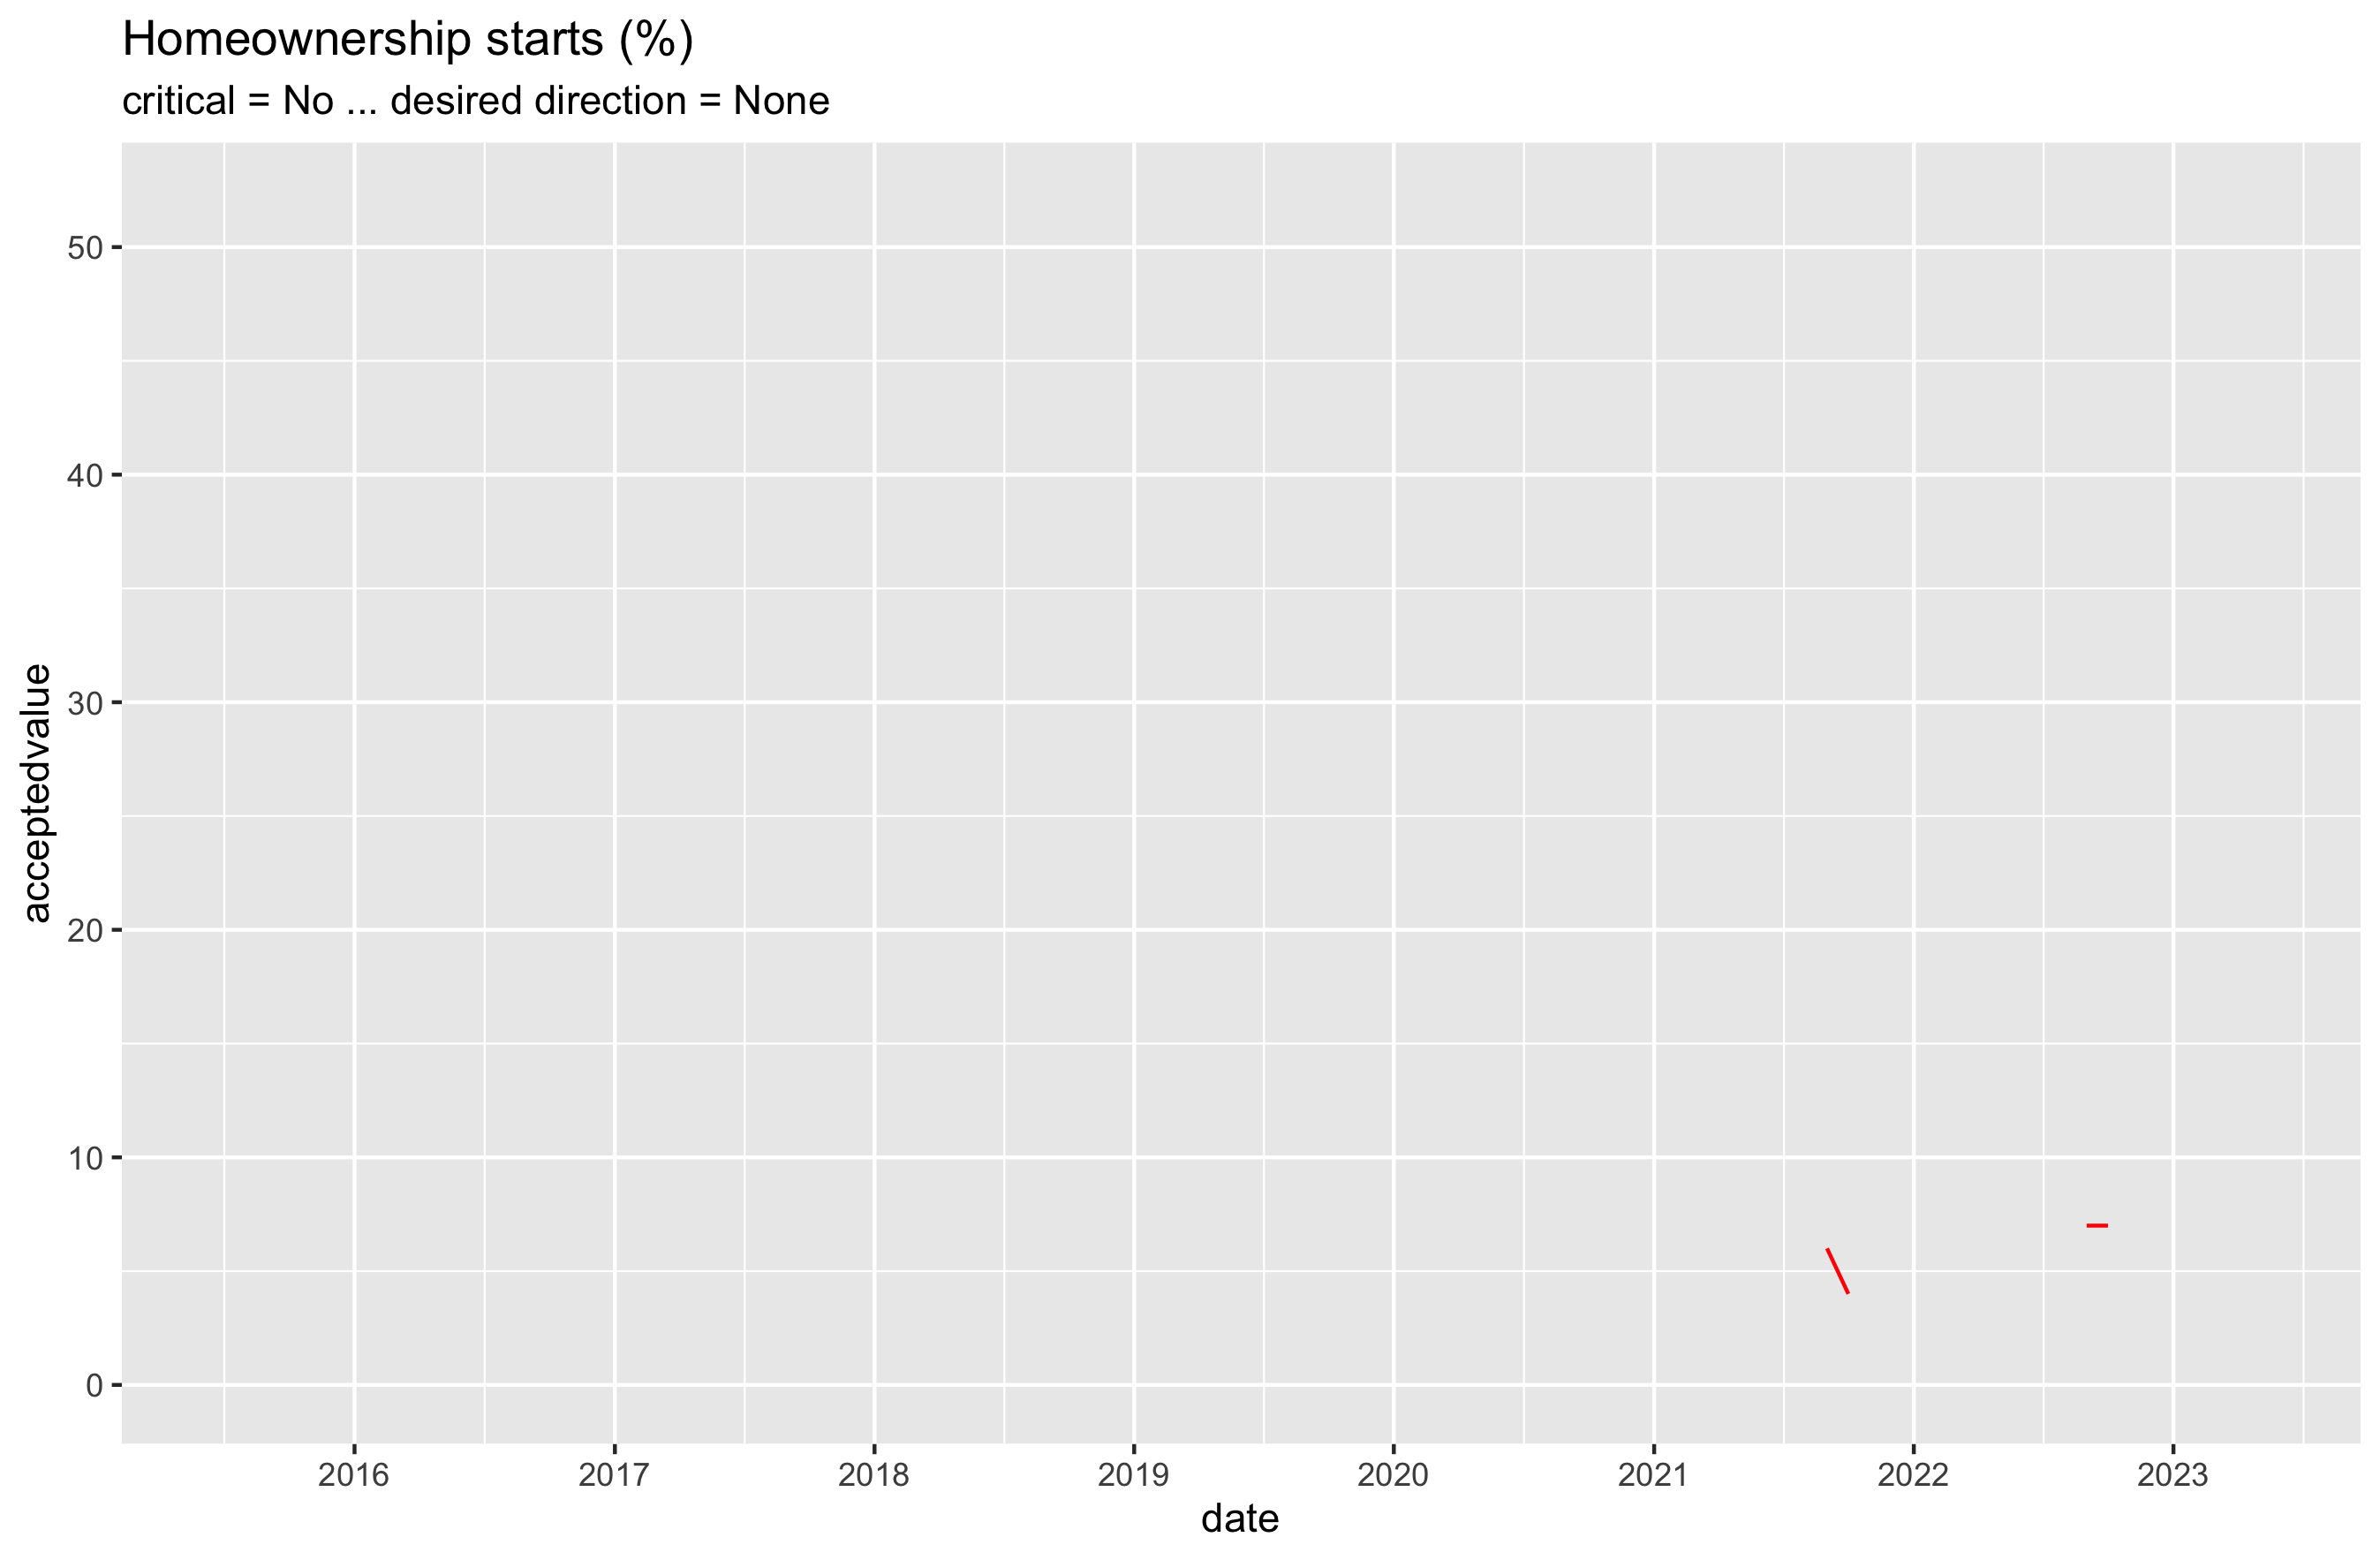 Homeownership starts (%)
critical = No ... desired direction = None
acceptedvalue
50
40
30
20
10
0
2016 2017 2018 2019 2020 2021 2022 2023
date